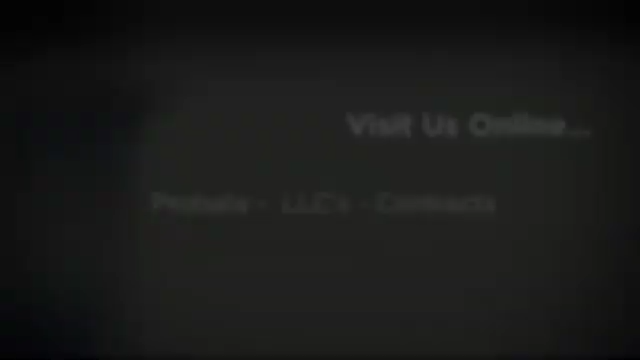 Visit Us Online...
Probate - LLC's - Contracts